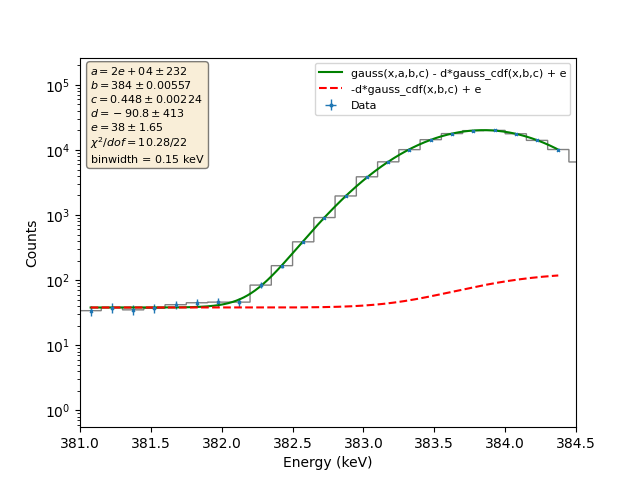 a = 2e + 04 ± 232
b = 384 ± 0.00557
c = 0.448 ± 0.00224
d = − 90.8 ± 413
e = 38 ± 1.65
χ²/dof = 10.28/22
binwidth = 0.15 keV
gauss(x,a,b,c) - d*gauss_cdf(x,b,c) + e
-d*gauss_cdf(x,b,c) + e
Data
10⁵
10⁴
10³
10²
10¹
10⁰
Counts
381.0 381.5 382.0 382.5 383.0 383.5 384.0 384.5
Energy (keV)